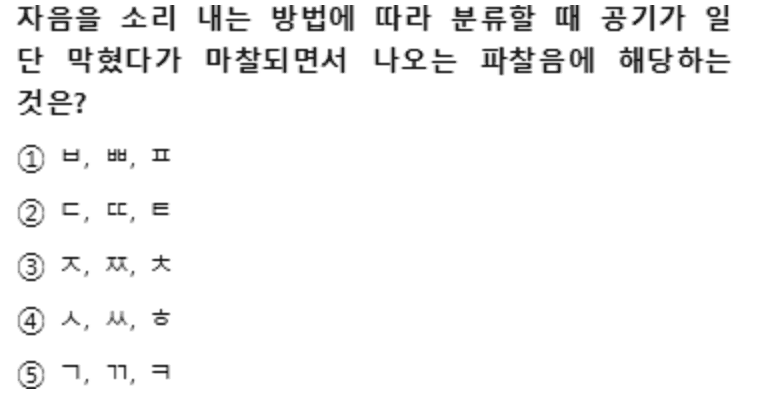 자음을 소리 내는 방법에 따라 분류할 때 공기가 일
단 막혔다가 마찰되면서 나오는 파찰음에 해당하는
것은?
① ㅂ, ㅃ, ㅍ
② ㄷ, ㄸ, ㅌ
③ ㅈ, ㅉ, ㅊ
④ ㅅ, ㅆ, ㅎ
⑤ ㄱ, ㄲ, ㅋ